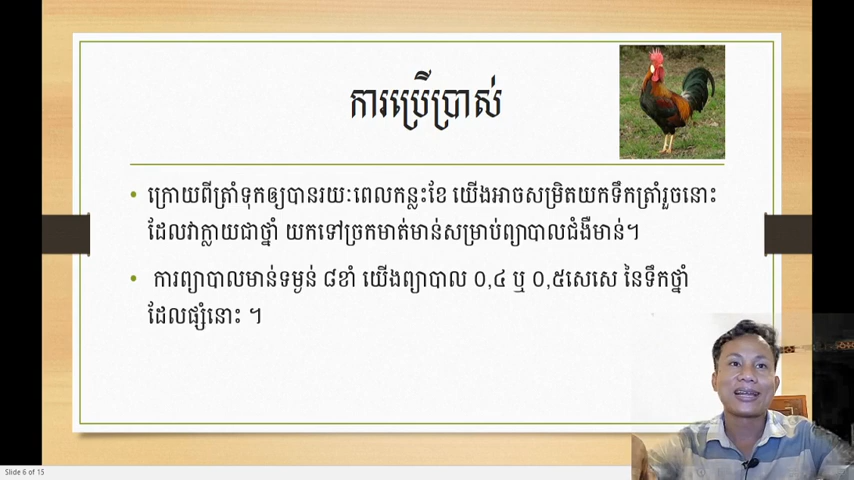 ការប្រើប្រាស់
• ក្រោយពីត្រាំទុកឲ្យបានរយៈពេលកន្លះខែ យើងអាចសម្រិតយកទឹកត្រាំរួចនោះ
ដែលវាក្លាយជាថ្នាំ យកទៅច្រកមាត់មាន់សម្រាប់ព្យាបាលជំងឺមាន់។
• ការព្យាបាលមាន់ទម្ងន់ ៨ខាំ យើងព្យាបាល ០,៤ ឬ ០,៥សេសេ នៃទឹកថ្នាំ
ដែលផ្សំនោះ ។
Slide 6 of 15